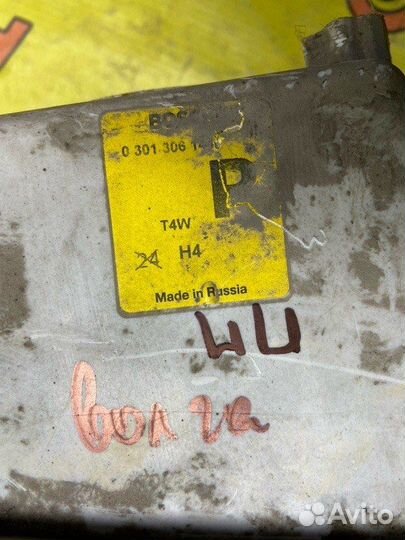 0 301 306
P
T4W
24 H4
Made in Russia
волга
Avito